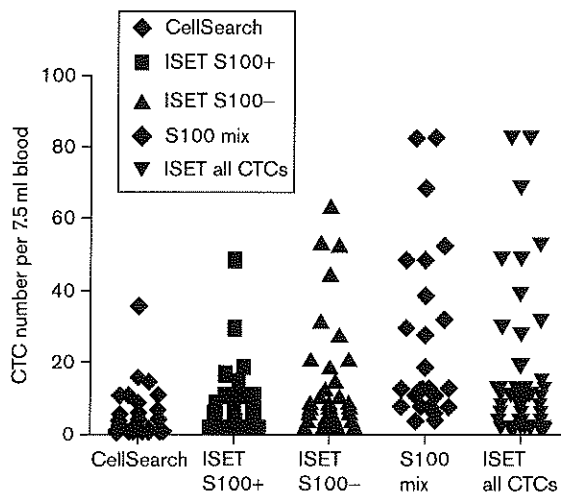 CellSearch
ISET S100+
ISET S100−
S100 mix
ISET all CTCs
100
80
60
40
20
0
CTC number per 7.5 ml blood
CellSearch
ISET
S100+
ISET
S100−
S100
mix
ISET
all CTCs